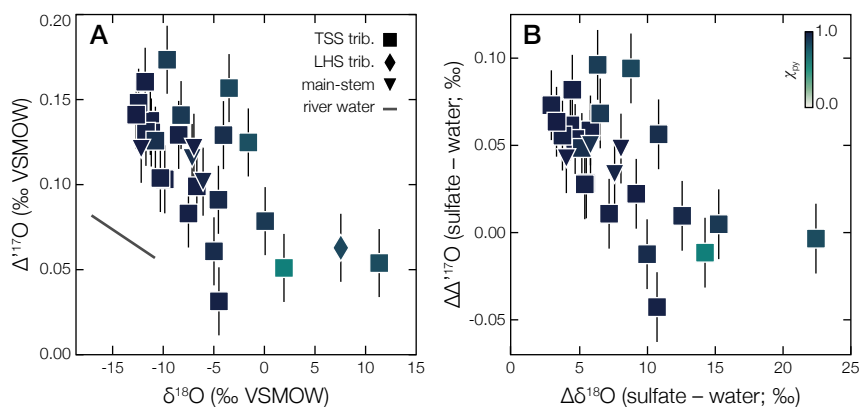 A
TSS trib.
LHS trib.
main-stem
river water
0.20
0.15
0.10
0.05
0.00
Δ'¹⁷O (‰ VSMOW)
-15
-10
-5
0
5
10
15
δ¹⁸O (‰ VSMOW)
B
1.0
χpy
0.0
0.10
0.05
0.00
-0.05
ΔΔ'¹⁷O (sulfate – water; ‰)
0
5
10
15
20
25
Δδ¹⁸O (sulfate – water; ‰)